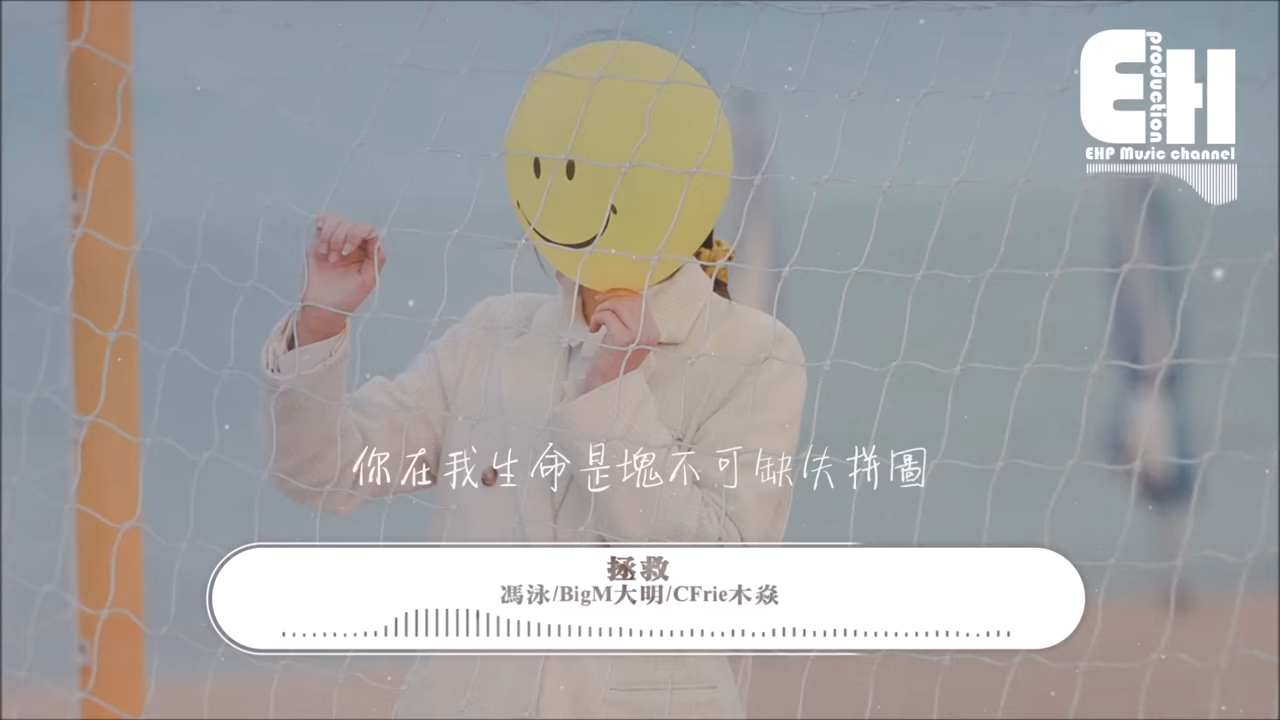 EH
production
EHP Music channel
你在我生命是塊不可缺失拼圖
拯救
馮泳/BigM大明/CFrie木焱